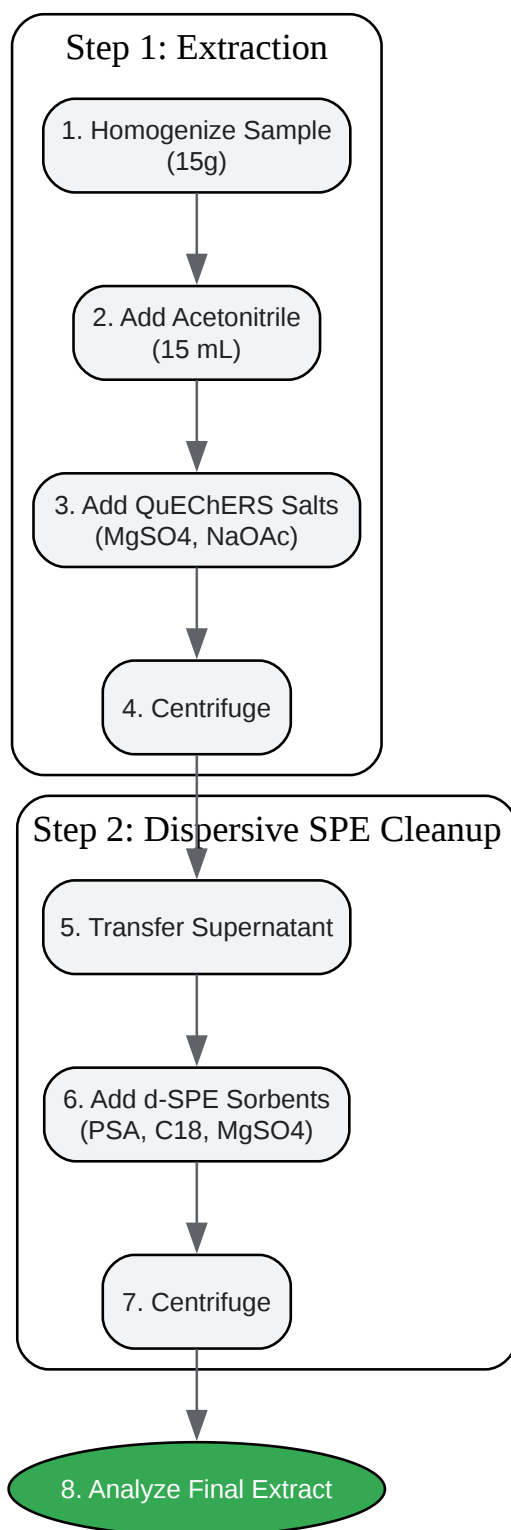 Step 1: Extraction
1. Homogenize Sample
(15g)
2. Add Acetonitrile
(15 mL)
3. Add QuEChERS Salts
(MgSO4, NaOAc)
4. Centrifuge
Step 2: Dispersive SPE Cleanup
5. Transfer Supernatant
6. Add d-SPE Sorbents
(PSA, C18, MgSO4)
7. Centrifuge
8. Analyze Final Extract